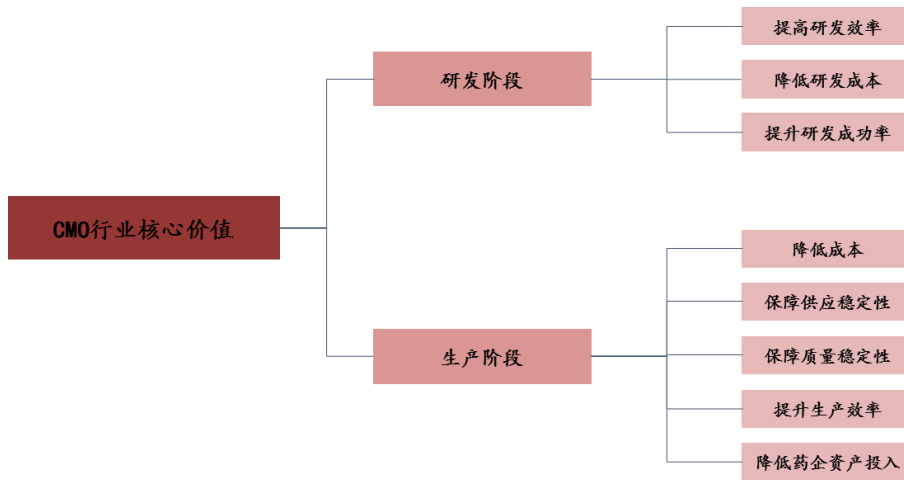 CMO行业核心价值
研发阶段
提高研发效率
降低研发成本
提升研发成功率
生产阶段
降低成本
保障供应稳定性
保障质量稳定性
提升生产效率
降低药企资产投入